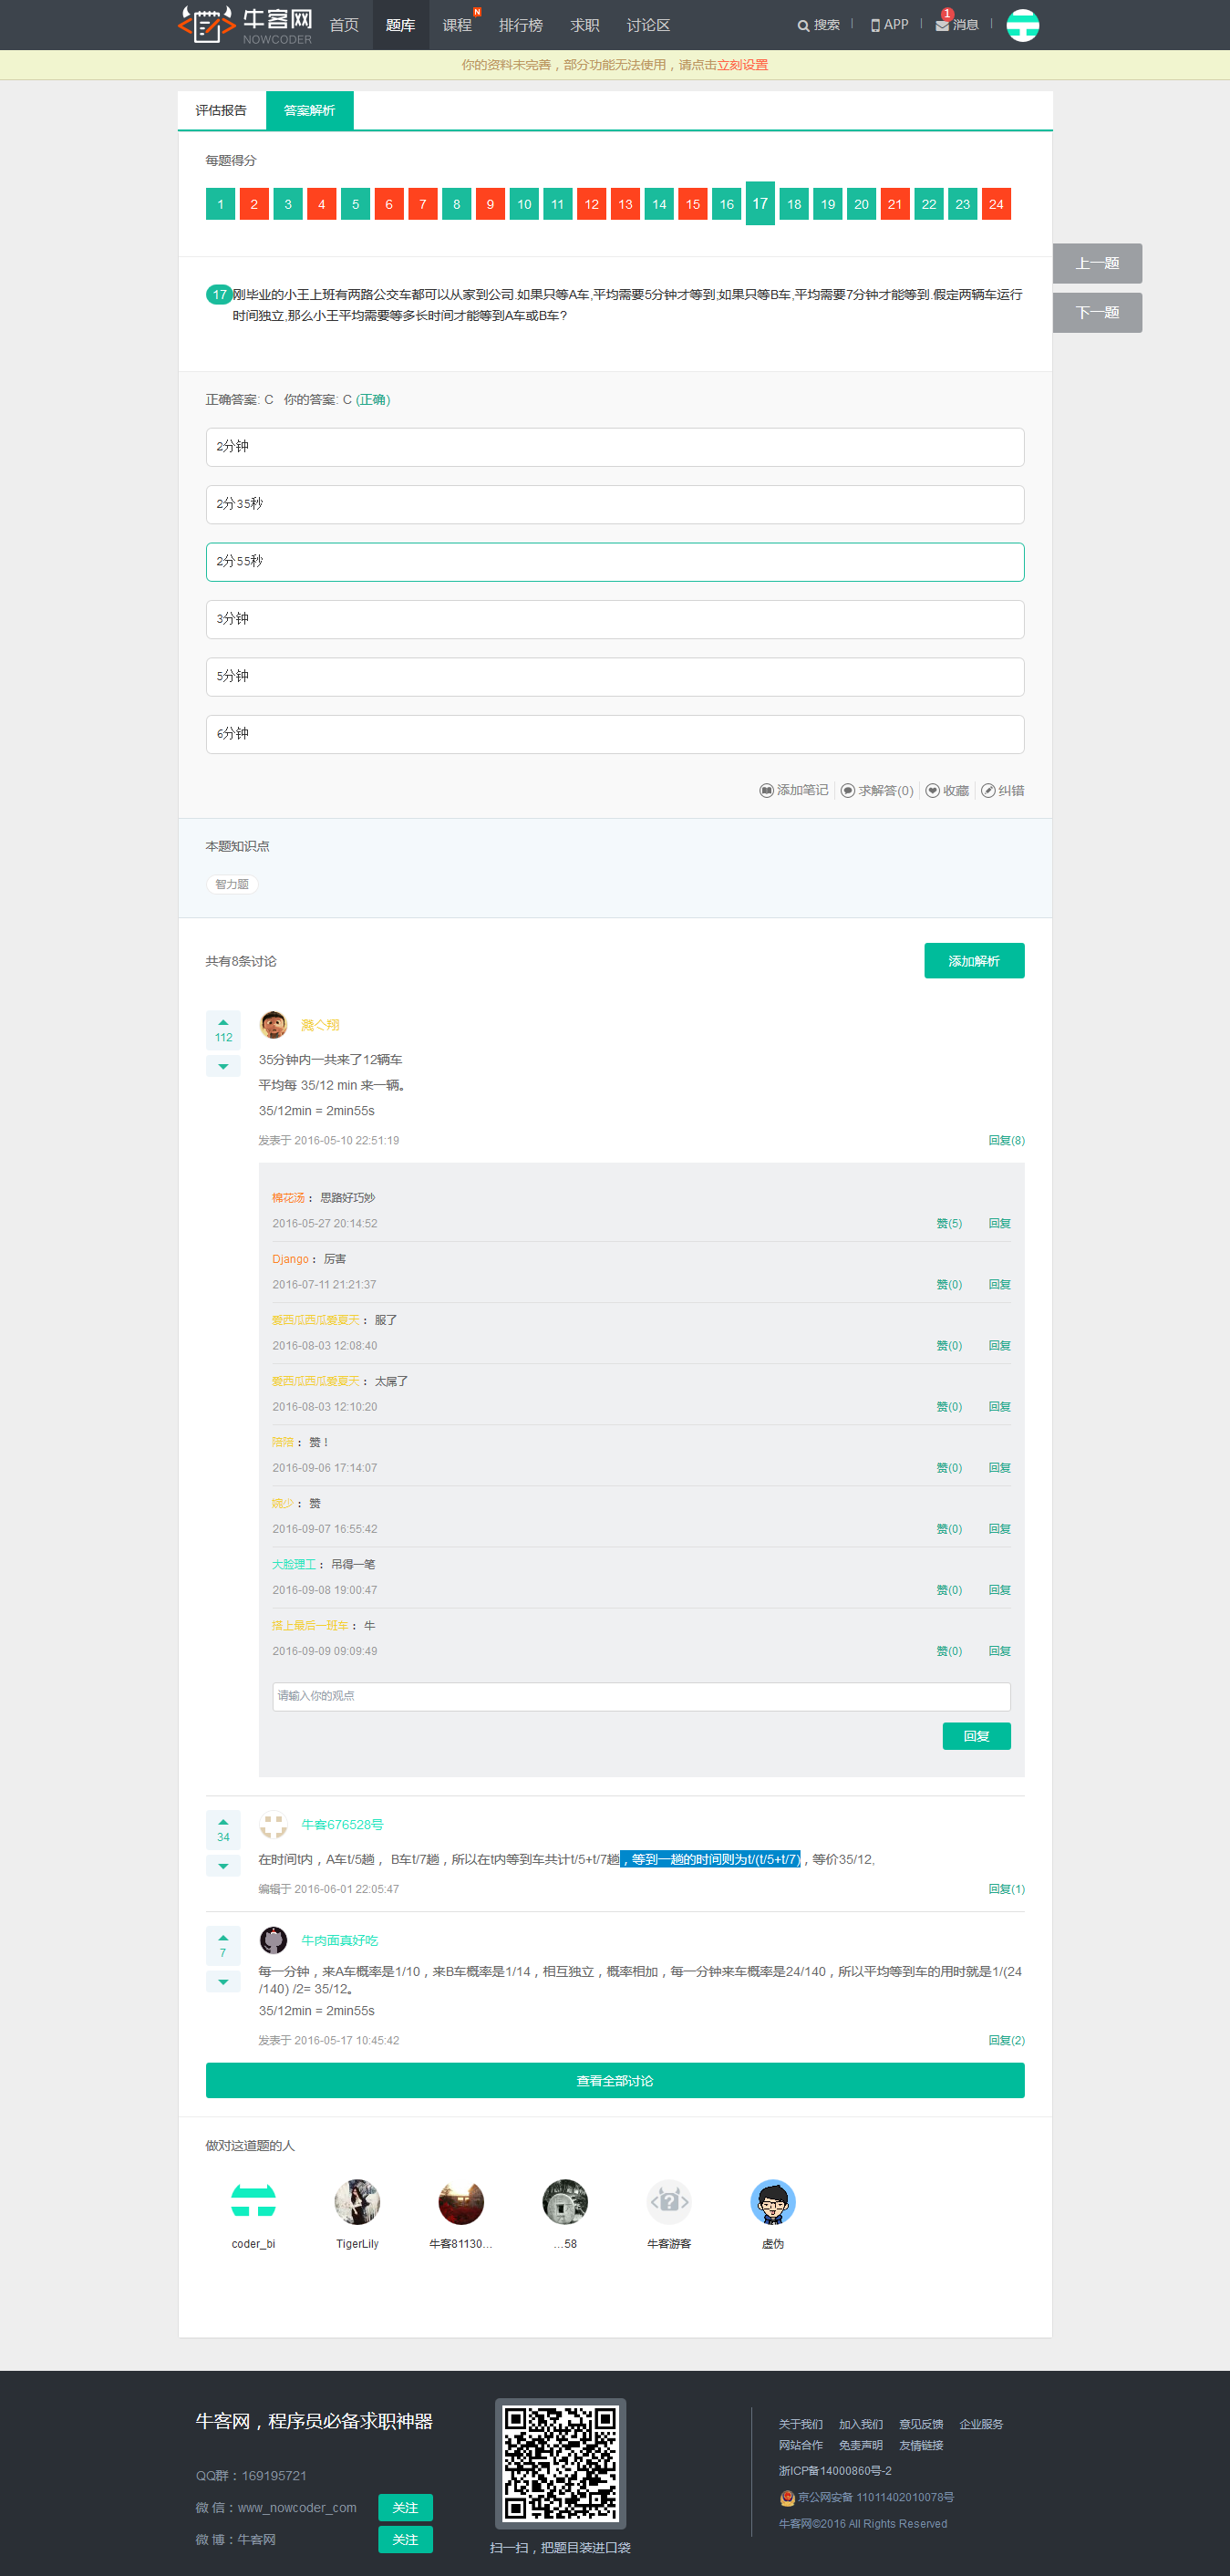 牛客网
NOWCODER
首页 题库 课程 N 排行榜 求职 讨论区 搜索 APP 1 消息
你的资料未完善，部分功能无法使用，请点击立刻设置
评估报告 答案解析
每题得分
1 2 3 4 5 6 7 8 9 10 11 12 13 14 15 16 17 18 19 20 21 22 23 24
上一题
下一题
17 刚毕业的小王上班有两路公交车都可以从家到公司.如果只等A车,平均需要5分钟才等到;如果只等B车,平均需要7分钟才能等到.假定两辆车运行
时间独立,那么小王平均需要等多长时间才能等到A车或B车?
正确答案: C 你的答案: C (正确)
2分钟
2分35秒
2分55秒
3分钟
5分钟
6分钟
添加笔记 求解答(0) 收藏 纠错
本题知识点
智力题
共有8条讨论 添加解析
112
35分钟内一共来了12辆车
平均每 35/12 min 来一辆。
35/12min = 2min55s
发表于 2016-05-10 22:51:19 回复(8)
棉花汤： 思路好巧妙
2016-05-27 20:14:52 赞(5) 回复
Django： 厉害
2016-07-11 21:21:37 赞(0) 回复
爱西瓜西瓜爱夏天： 服了
2016-08-03 12:08:40 赞(0) 回复
爱西瓜西瓜爱夏天： 太屌了
2016-08-03 12:10:20 赞(0) 回复
陪陪： 赞！
2016-09-06 17:14:07 赞(0) 回复
婉少： 赞
2016-09-07 16:55:42 赞(0) 回复
大脸理工： 吊得一笔
2016-09-08 19:00:47 赞(0) 回复
搭上最后一班车： 牛
2016-09-09 09:09:49 赞(0) 回复
请输入你的观点
回复
34 牛客676528号
在时间t内，A车t/5趟， B车t/7趟，所以在t内等到车共计t/5+t/7趟，等到一趟的时间则为t/(t/5+t/7)，等价35/12,
编辑于 2016-06-01 22:05:47 回复(1)
7 牛肉面真好吃
每一分钟，来A车概率是1/10，来B车概率是1/14，相互独立，概率相加，每一分钟来车概率是24/140，所以平均等到车的用时就是1/(24
/140) /2= 35/12。
35/12min = 2min55s
发表于 2016-05-17 10:45:42 回复(2)
查看全部讨论
做对这道题的人
coder_bi TigerLily 牛客81130... ...58 牛客游客 虚伪
牛客网，程序员必备求职神器
QQ群：169195721
微 信：www_nowcoder_com 关注
微 博：牛客网 关注
扫一扫，把题目装进口袋
关于我们 加入我们 意见反馈 企业服务
网站合作 免责声明 友情链接
浙ICP备14000860号-2
京公网安备 11011402010078号
牛客网©2016 All Rights Reserved